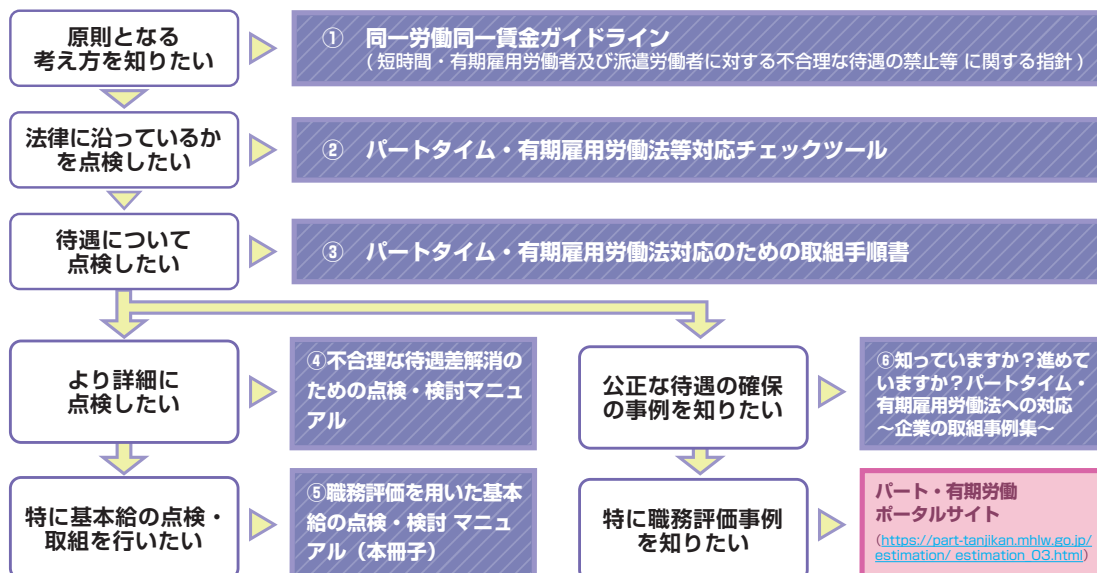 原則となる
考え方を知りたい
① 同一労働同一賃金ガイドライン
(短時間・有期雇用労働者及び派遣労働者に対する不合理な待遇の禁止等 に関する指針)
法律に沿っているか
を点検したい
② パートタイム・有期雇用労働法等対応チェックツール
待遇について
点検したい
③ パートタイム・有期雇用労働法対応のための取組手順書
より詳細に
点検したい
④不合理な待遇差解消の
ための点検・検討マニュ
アル
公正な待遇の確保
の事例を知りたい
⑥知っていますか?進めて
いますか?パートタイム・
有期雇用労働法への対応
～企業の取組事例集～
特に基本給の点検・
取組を行いたい
⑤職務評価を用いた基本
給の点検・検討 マニュ
アル(本冊子)
特に職務評価事例
を知りたい
パート・有期労働
ポータルサイト
(https://part-tanjikan.mhlw.go.jp/
estimation/ estimation_03.html)